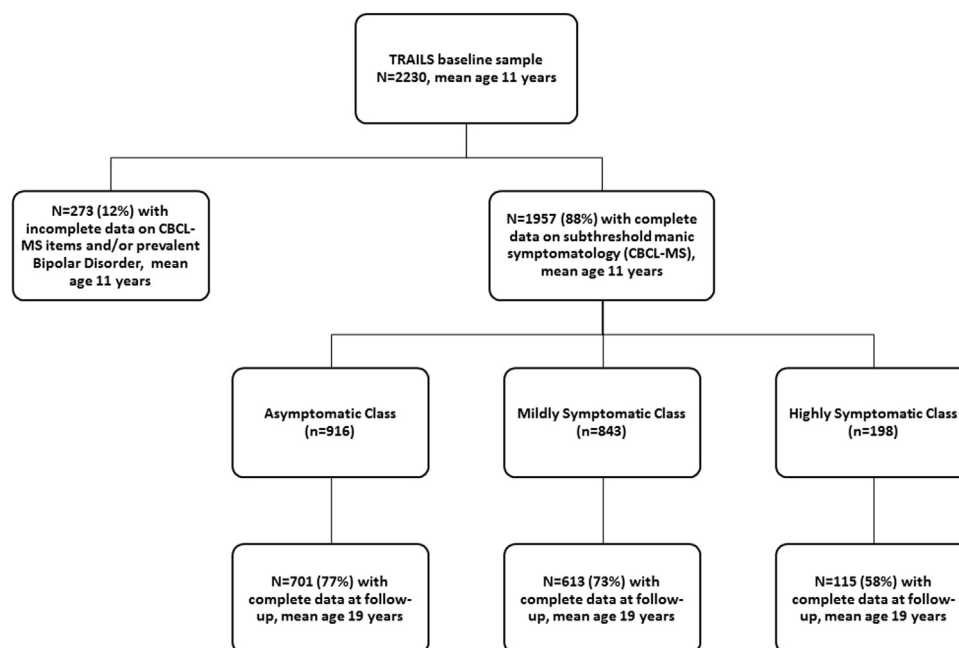 TRAILS baseline sample
N=2230, mean age 11 years
N=273 (12%) with
incomplete data on CBCL-
MS items and/or prevalent
Bipolar Disorder, mean
age 11 years
N=1957 (88%) with complete
data on subthreshold manic
symptomatology (CBCL-MS),
mean age 11 years
Asymptomatic Class
(n=916)
Mildly Symptomatic Class
(n=843)
Highly Symptomatic Class
(n=198)
N=701 (77%) with
complete data at follow-
up, mean age 19 years
N=613 (73%) with
complete data at follow-
up, mean age 19 years
N=115 (58%) with
complete data at follow-
up, mean age 19 years